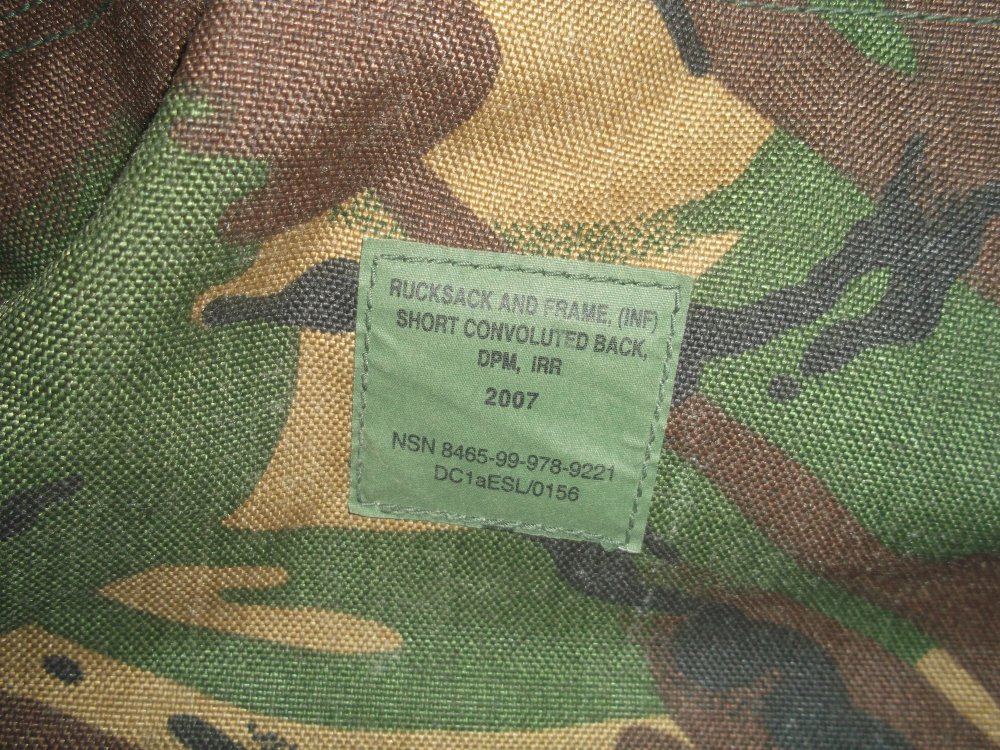 RUCKSACK AND FRAME, (INF)
SHORT CONVOLUTED BACK,
DPM, IRR
2007
NSN 8465-99-978-9221
DC1aESL/0156